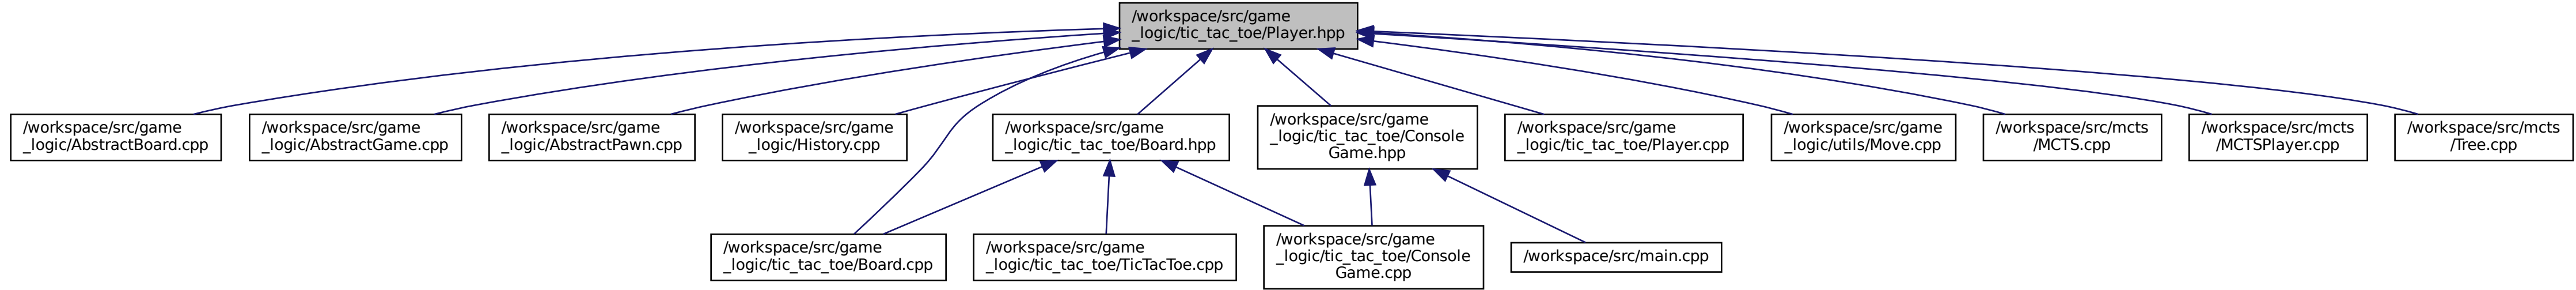 /workspace/src/game
_logic/tic_tac_toe/Player.hpp
/workspace/src/game
_logic/AbstractBoard.cpp
/workspace/src/game
_logic/AbstractGame.cpp
/workspace/src/game
_logic/AbstractPawn.cpp
/workspace/src/game
_logic/History.cpp
/workspace/src/game
_logic/tic_tac_toe/Board.hpp
/workspace/src/game
_logic/tic_tac_toe/Console
Game.hpp
/workspace/src/game
_logic/tic_tac_toe/Player.cpp
/workspace/src/game
_logic/utils/Move.cpp
/workspace/src/mcts
/MCTS.cpp
/workspace/src/mcts
/MCTSPlayer.cpp
/workspace/src/mcts
/Tree.cpp
/workspace/src/game
_logic/tic_tac_toe/Board.cpp
/workspace/src/game
_logic/tic_tac_toe/TicTacToe.cpp
/workspace/src/game
_logic/tic_tac_toe/Console
Game.cpp
/workspace/src/main.cpp